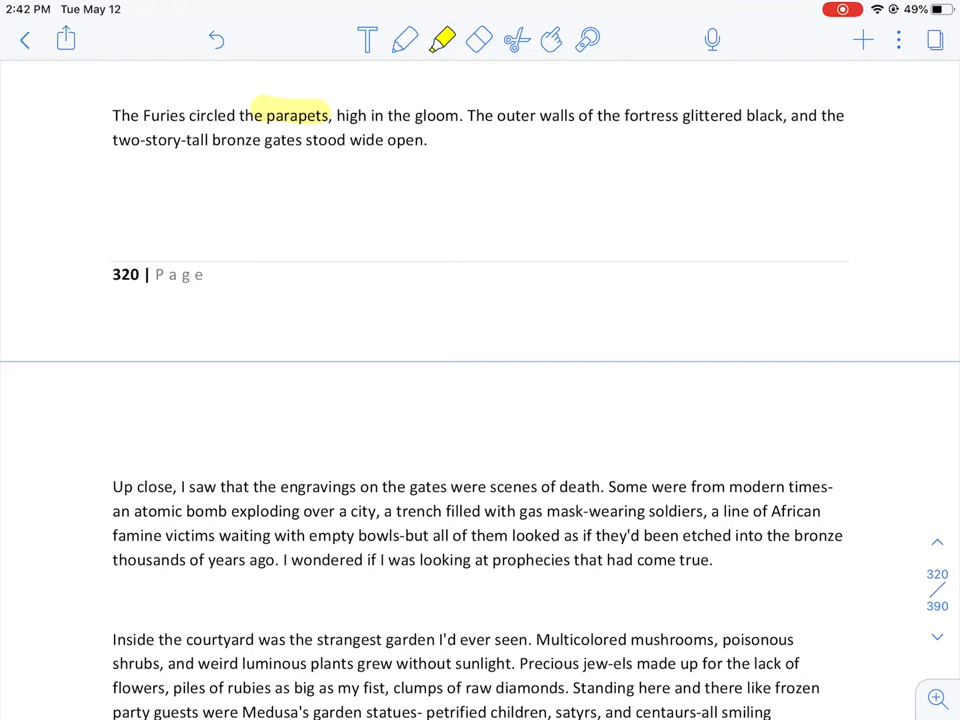 2:42 PM Tue May 12 49%
The Furies circled the parapets, high in the gloom. The outer walls of the fortress glittered black, and the
two-story-tall bronze gates stood wide open.
320 | P a g e
Up close, I saw that the engravings on the gates were scenes of death. Some were from modern times-
an atomic bomb exploding over a city, a trench filled with gas mask-wearing soldiers, a line of African
famine victims waiting with empty bowls-but all of them looked as if they'd been etched into the bronze
thousands of years ago. I wondered if I was looking at prophecies that had come true.
320
390
Inside the courtyard was the strangest garden I'd ever seen. Multicolored mushrooms, poisonous
shrubs, and weird luminous plants grew without sunlight. Precious jew-els made up for the lack of
flowers, piles of rubies as big as my fist, clumps of raw diamonds. Standing here and there like frozen
party guests were Medusa's garden statues- petrified children, satyrs, and centaurs-all smiling